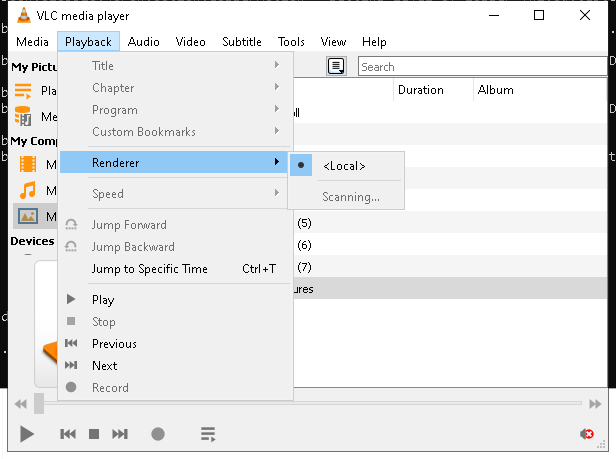 VLC media player
Media Playback Audio Video Subtitle Tools View Help
My Pictu
Search
Pla
Me
My Comp
M
M
M
Devices
Duration Album
ll
(5)
(6)
(7)
ures
Title
Chapter
Program
Custom Bookmarks
Renderer
<Local>
Scanning...
Speed
Jump Forward
Jump Backward
Jump to Specific Time Ctrl+T
Play
Stop
Previous
Next
Record